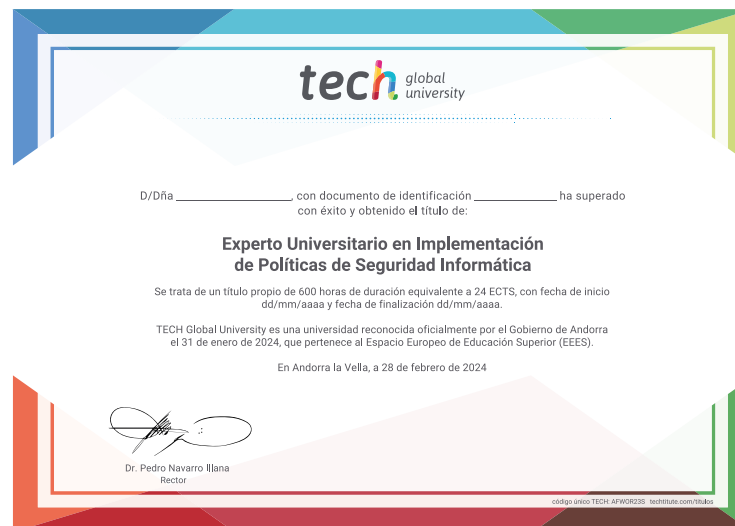 tech global university
D/Dña ____________________, con documento de identificación ______________ ha superado
con éxito y obtenido el título de:
Experto Universitario en Implementación
de Políticas de Seguridad Informática
Se trata de un título propio de 600 horas de duración equivalente a 24 ECTS, con fecha de inicio
dd/mm/aaaa y fecha de finalización dd/mm/aaaa.
TECH Global University es una universidad reconocida oficialmente por el Gobierno de Andorra
el 31 de enero de 2024, que pertenece al Espacio Europeo de Educación Superior (EEES).
En Andorra la Vella, a 28 de febrero de 2024
Dr. Pedro Navarro Illana
Rector
código único TECH: AFWOR23S techtitute.com/titulos